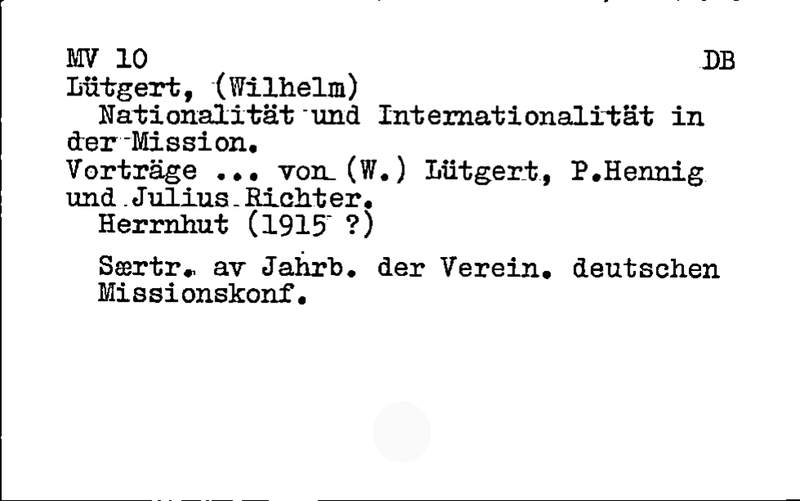 MV 10 DB
Lütgert, (Wilhelm)
Nationalität und Internationalität in
der Mission.
Vorträge ... von (W.) Lütgert, P.Hennig
und Julius Richter.
Herrnhut (1915 ?)
Særtr. av Jahrb. der Verein. deutschen
Missionskonf.